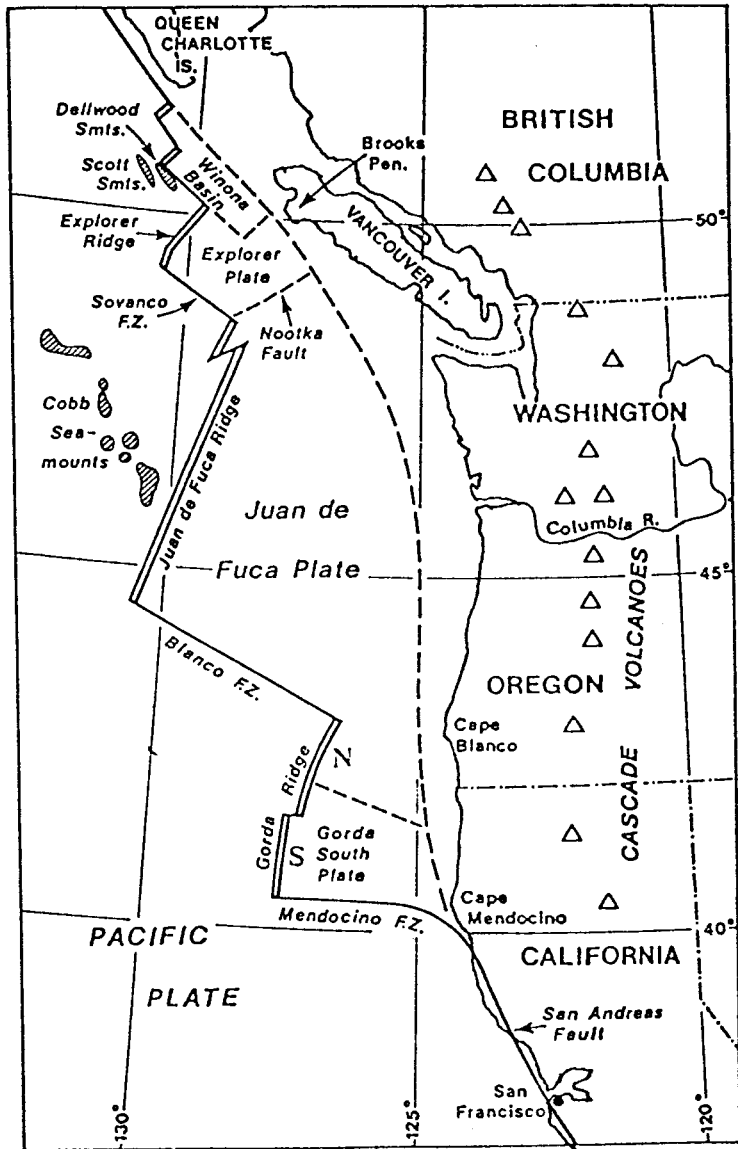 QUEEN
CHARLOTTE
IS.
Dellwood
Smts.
Scott
Smts.
Winona
Basin
Brooks
Pen.
BRITISH
COLUMBIA
Explorer
Ridge
Explorer
Plate
VANCOUVER I.
50°
Sovanco
F.Z.
Nootka
Fault
Cobb
Sea-
mounts
Juan de Fuca Ridge
WASHINGTON
Columbia R.
Juan de
Fuca Plate
45°
Blanco F.Z.
OREGON
CASCADE VOLCANOES
Cape
Blanco
Gorda Ridge
N
S
Gorda
South
Plate
Mendocino F.Z.
Cape
Mendocino
40°
PACIFIC
PLATE
CALIFORNIA
San Andreas
Fault
San
Francisco
-130°
-125°
-120°